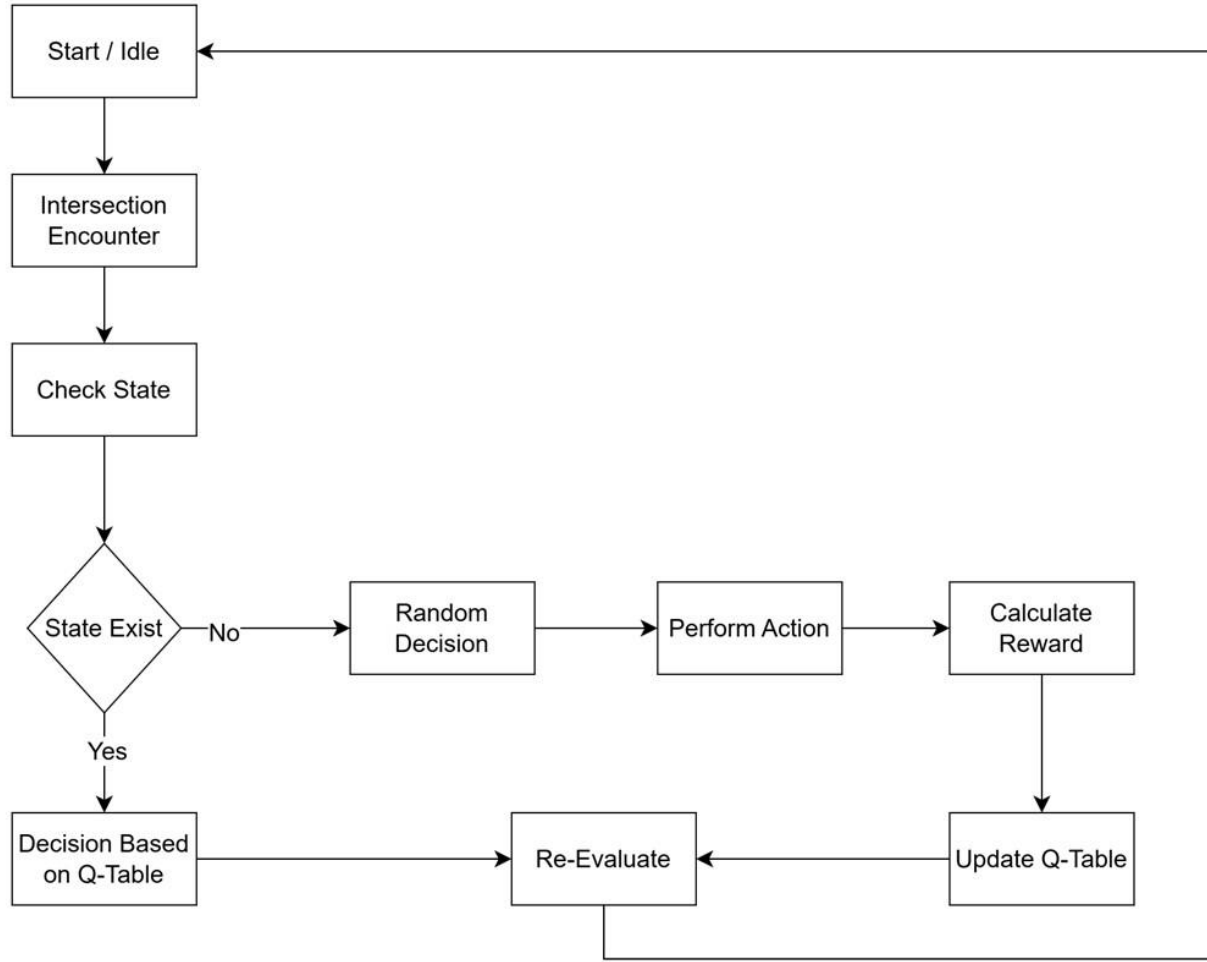 Start / Idle
Intersection
Encounter
Check State
State Exist
No
Random
Decision
Perform Action
Calculate
Reward
Yes
Decision Based
on Q-Table
Re-Evaluate
Update Q-Table